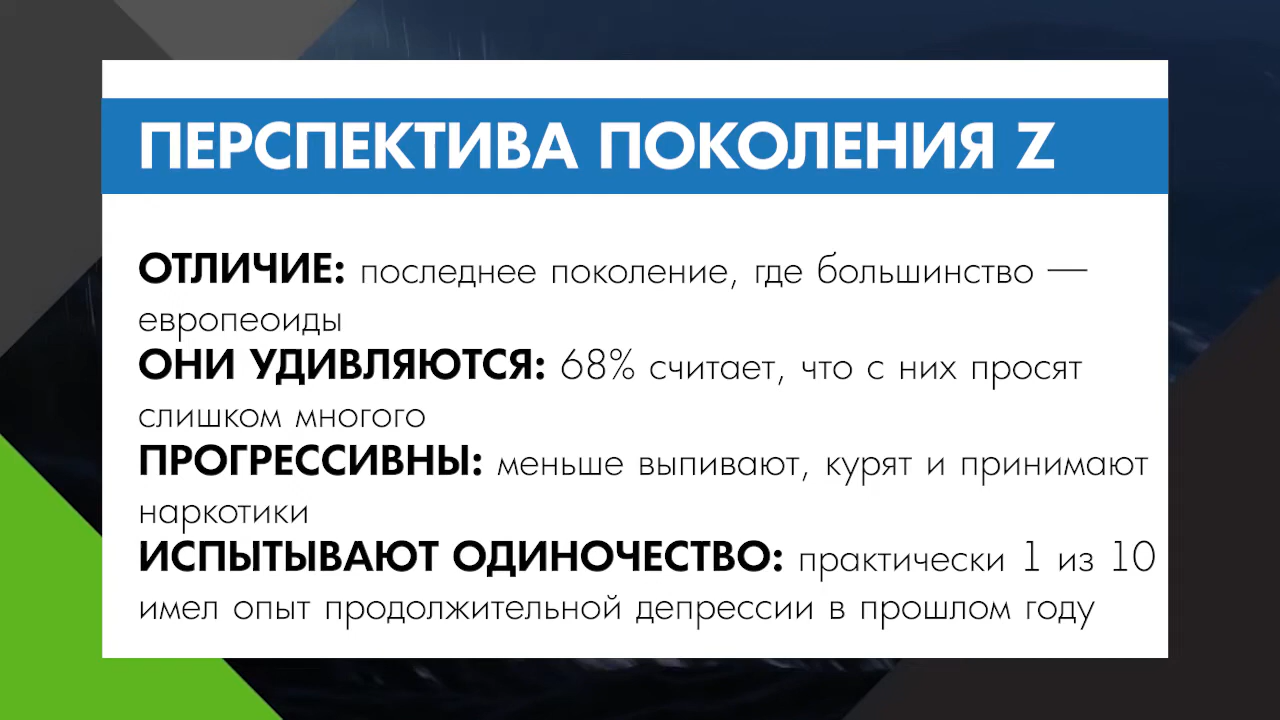 ПЕРСПЕКТИВА ПОКОЛЕНИЯ Z
ОТЛИЧИЕ: последнее поколение, где большинство —
европеоиды
ОНИ УДИВЛЯЮТСЯ: 68% считает, что с них просят
слишком многого
ПРОГРЕССИВНЫ: меньше выпивают, курят и принимают
наркотики
ИСПЫТЫВАЮТ ОДИНОЧЕСТВО: практически 1 из 10
имел опыт продолжительной депрессии в прошлом году